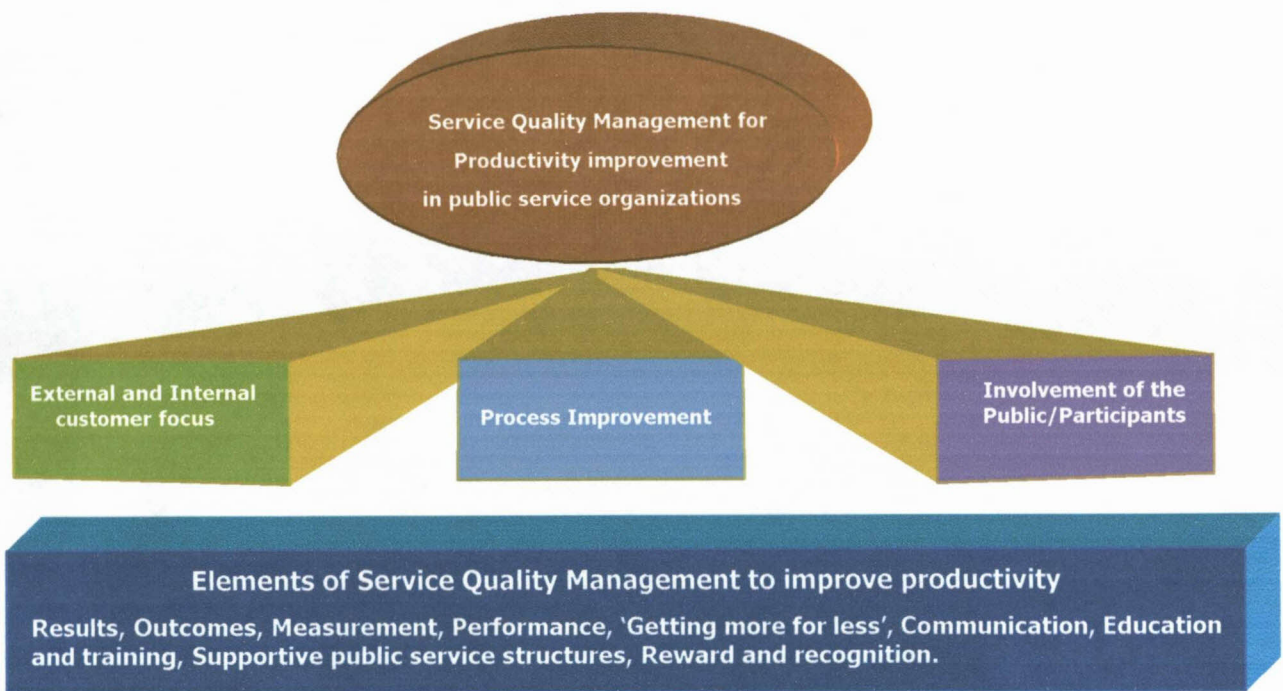 Service Quality Management for
Productivity improvement
in public service organizations
External and Internal
customer focus
Process Improvement
Involvement of the
Public/Participants
Elements of Service Quality Management to improve productivity
Results, Outcomes, Measurement, Performance, ‘Getting more for less’, Communication, Education
and training, Supportive public service structures, Reward and recognition.